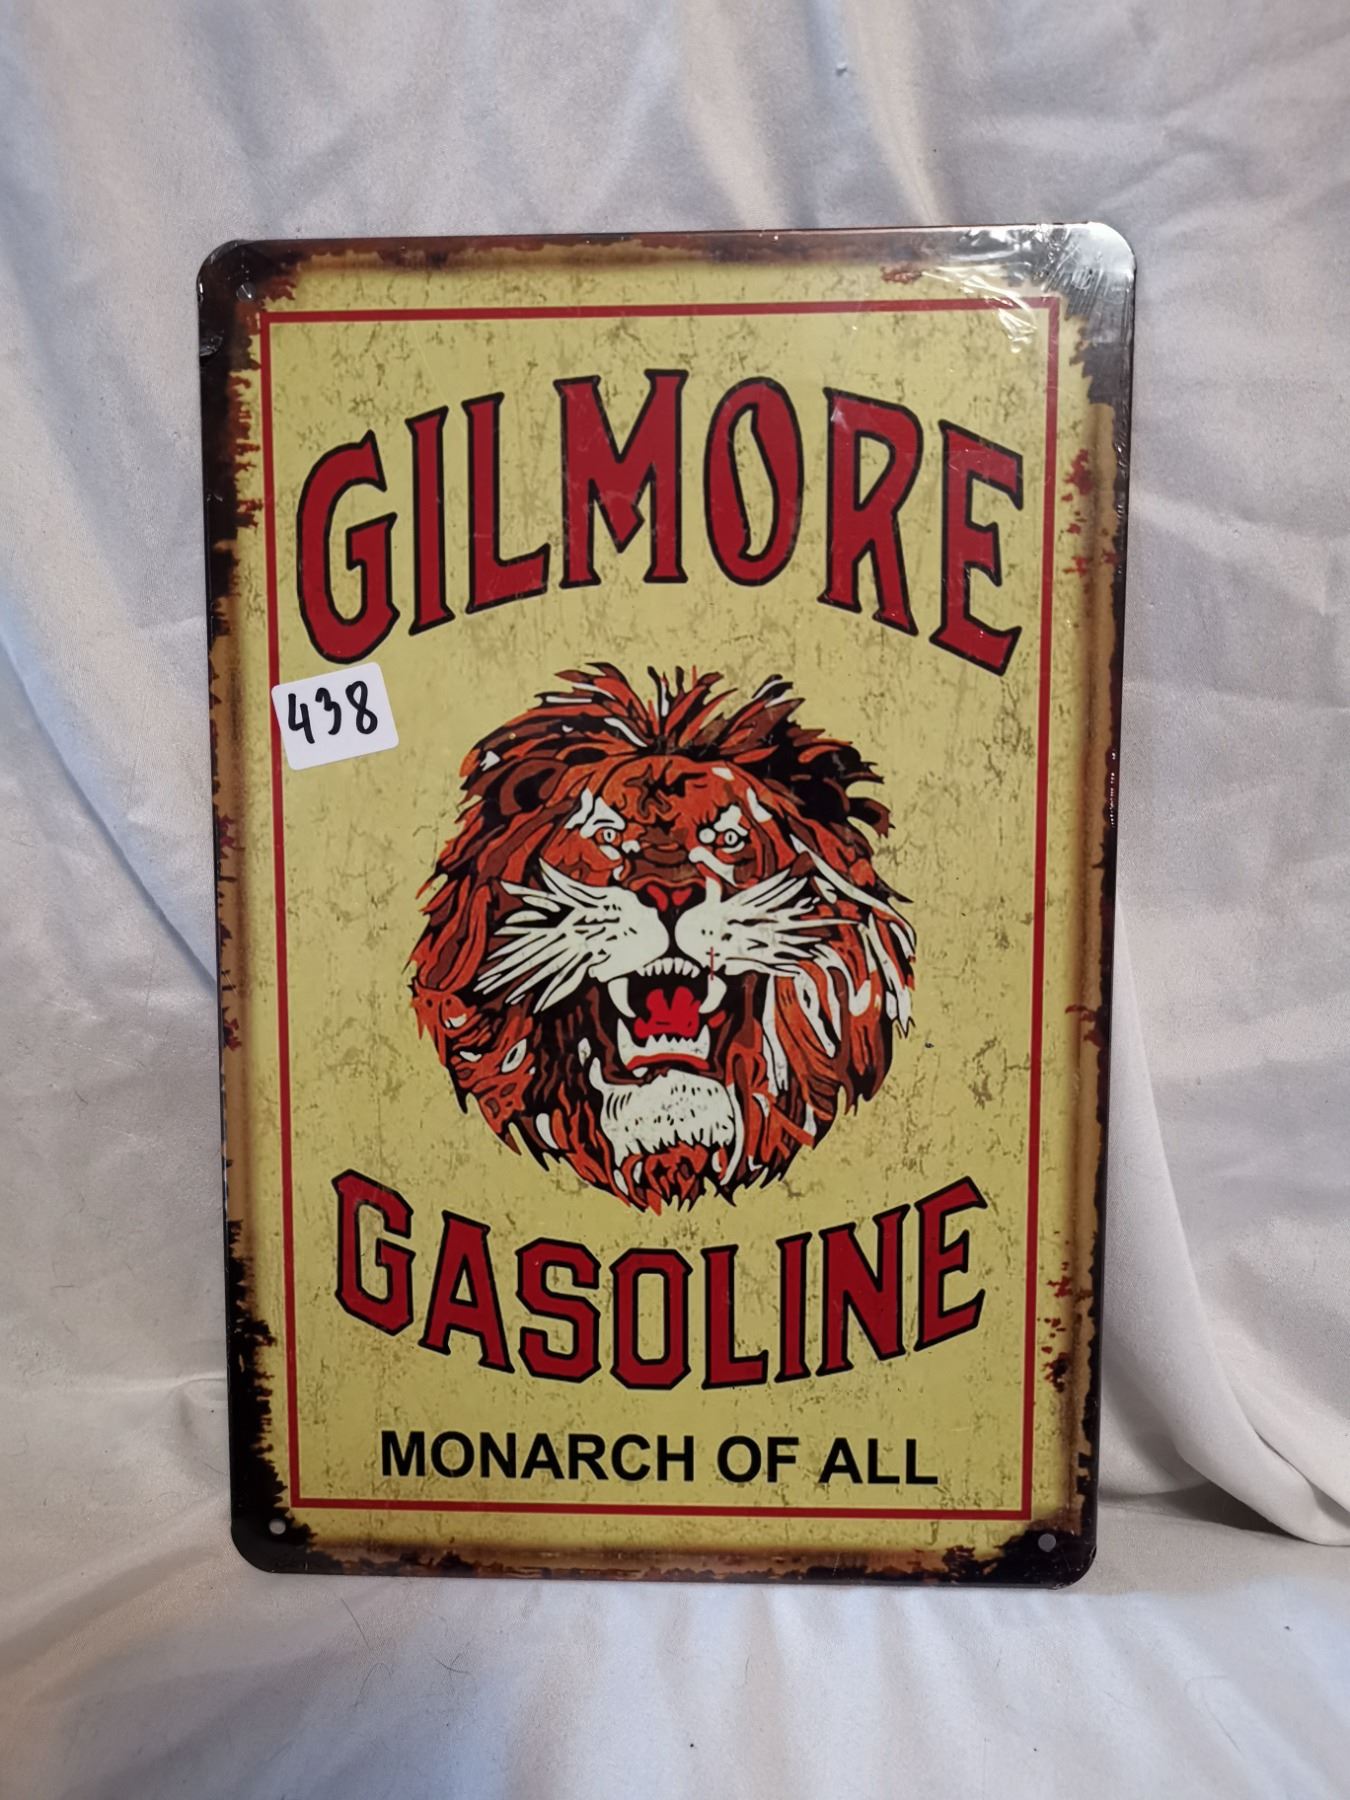 GILMORE
438
GASOLINE
MONARCH OF ALL